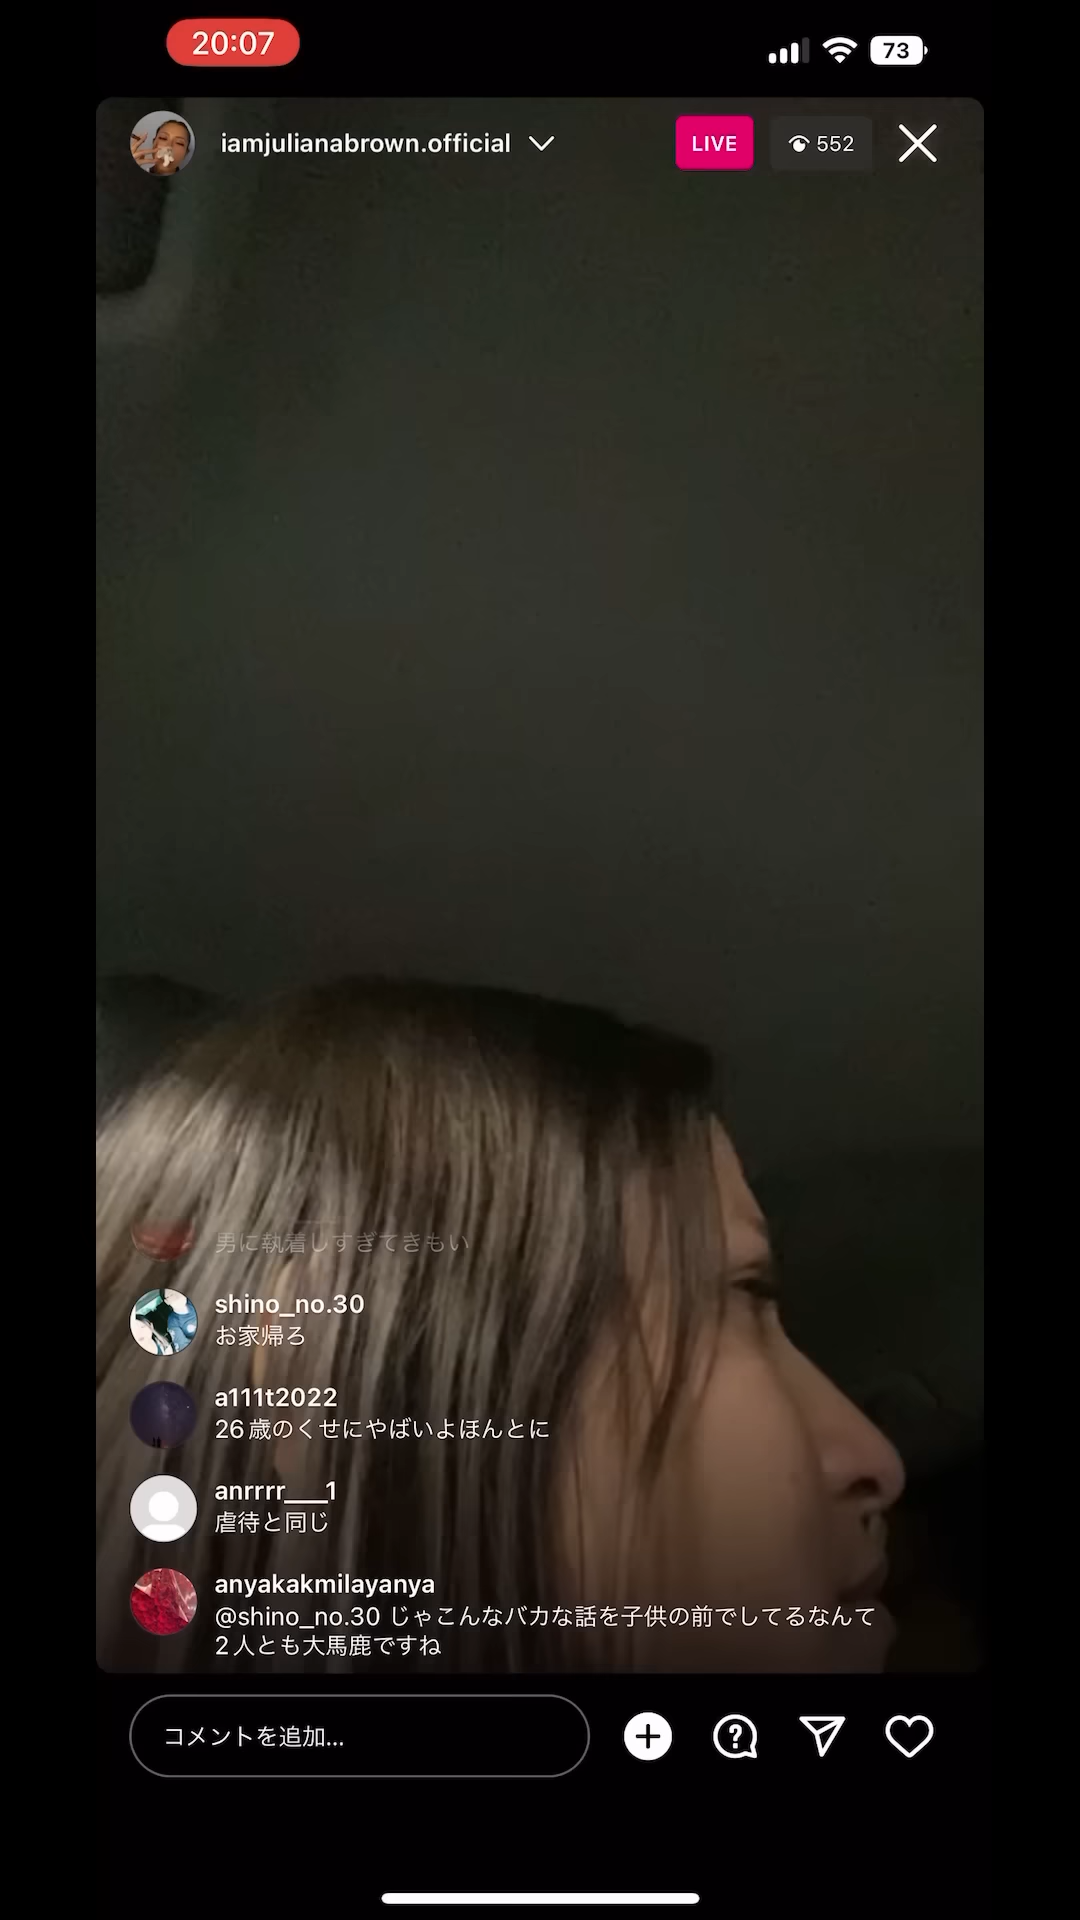 20:07
73
iamjulianabrown.official
LIVE
552
男に執着しすぎてきもい
shino_no.30
お家帰ろ
a111t2022
26歳のくせにやばいよほんとに
anrrrr___1
虐待と同じ
anyakakmilayanya
@shino_no.30 じゃこんなバカな話を子供の前でしてるなんて
2人とも大馬鹿ですね
コメントを追加...